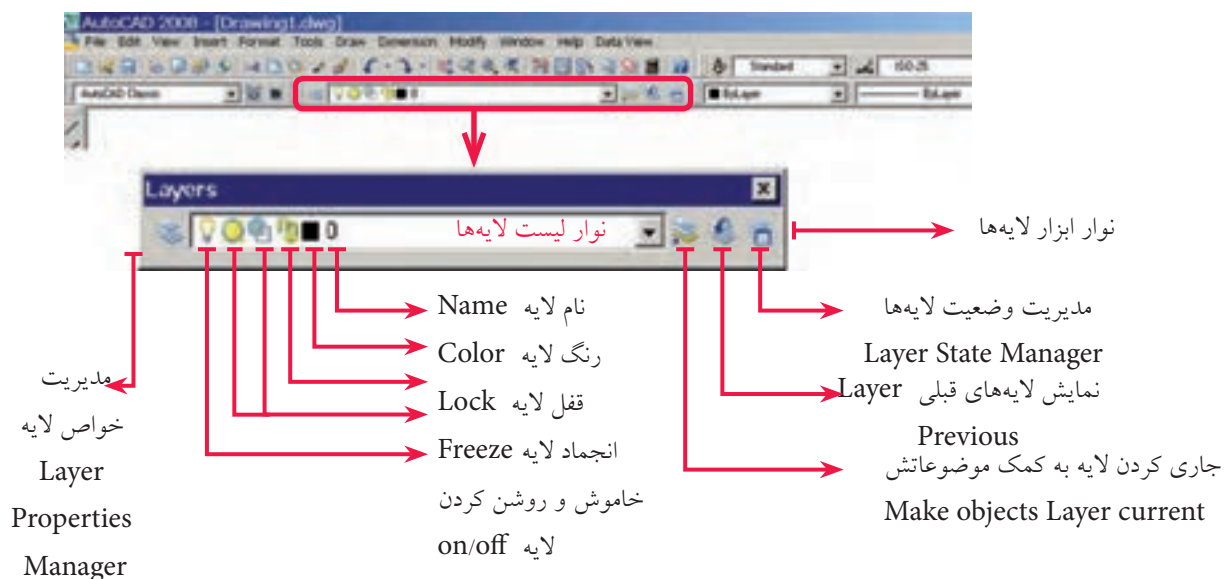 AutoCAD 2008 - [Drawing1.dwg]
File Edit View Insert Format Tools Draw Dimension Modify Window Help Data View
Standard ISO-25
AutoCAD Classic 0 ByLayer ByLayer
Layers
0 نوار لیست لایه‌ها
نوار ابزار لایه‌ها
نام لایه Name
رنگ لایه Color
قفل لایه Lock
انجماد لایه Freeze
خاموش و روشن کردن
لایه on/off
مدیریت وضعیت لایه‌ها
Layer State Manager
نمایش لایه‌های قبلی Layer
Previous
جاری کردن لایه به کمک موضوعاتش
Make objects Layer current
مدیریت
خواص لایه
Layer
Properties
Manager